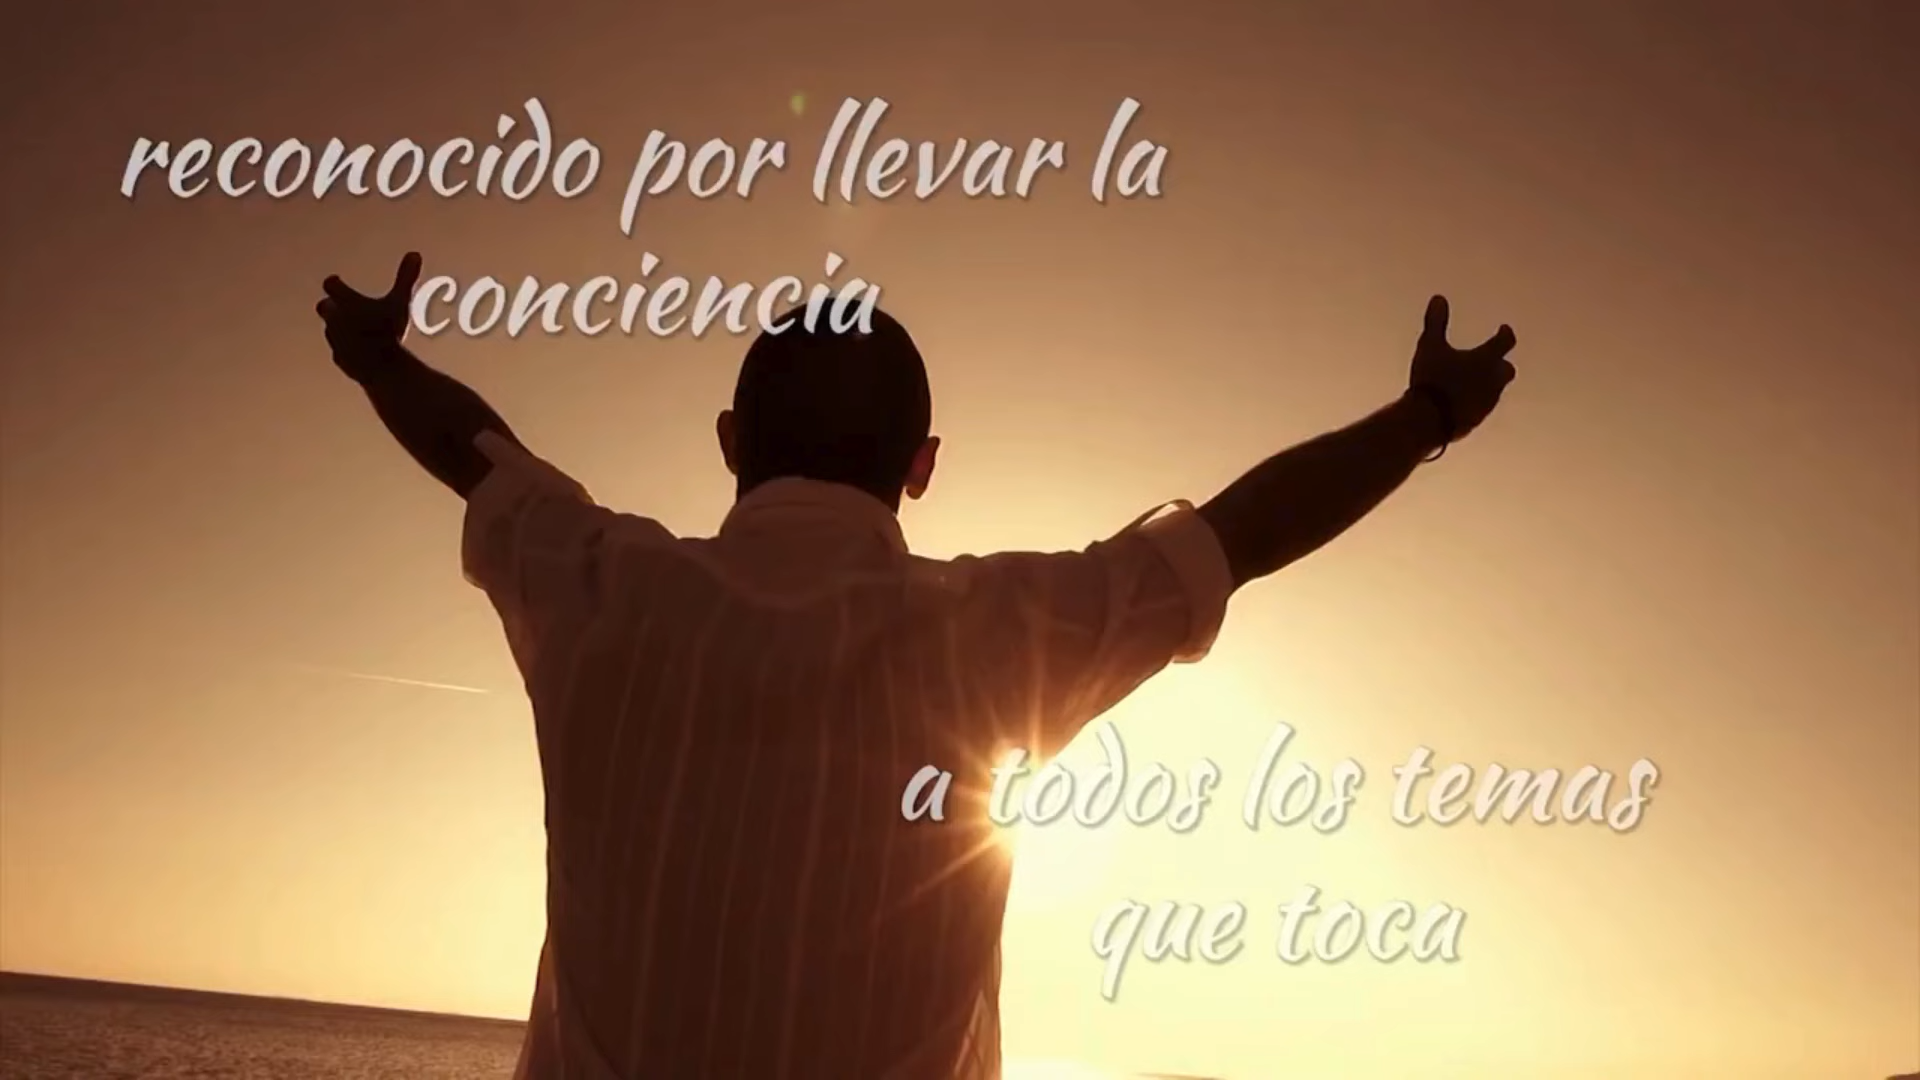 reconocido por llevar la
conciencia
a todos los temas
que toca